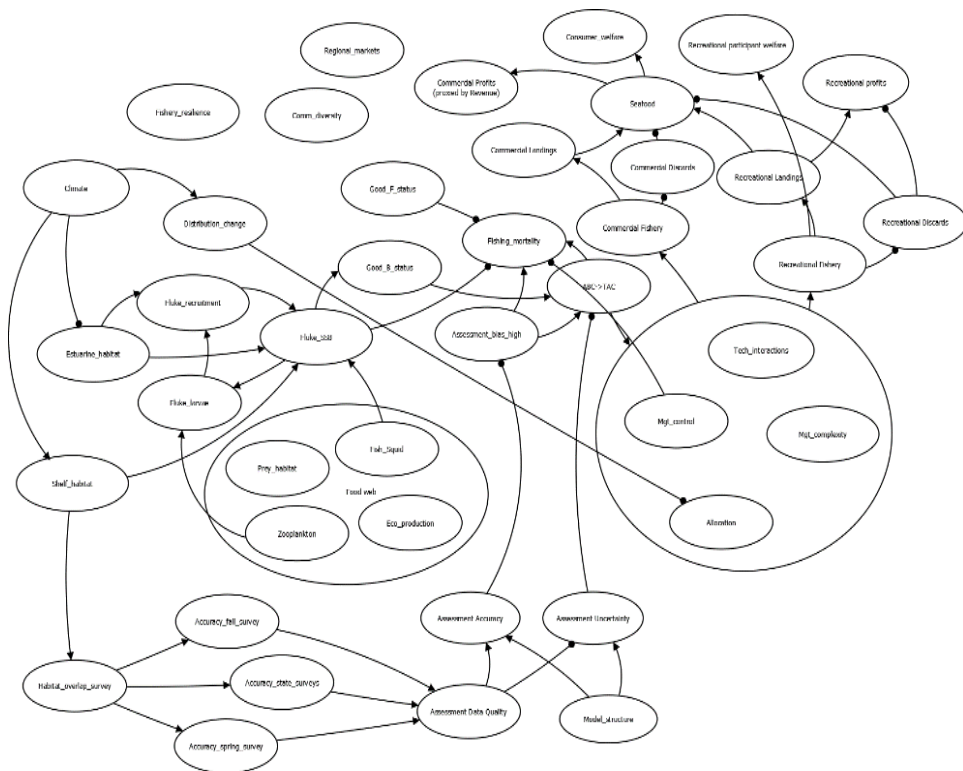 Consumer_welfare
Recreational participant welfare
Regional_markets
Commercial Profits
(proxied by Revenue)
Recreational profits
Seafood
Fishery_resilience
Comm_diversity
Commercial Landings
Commercial Discards
Recreational Landings
Climate
Good_F_status
Distribution_change
Fishing_mortality
Commercial Fishery
Recreational Discards
Recreational Fishery
Good_B_status
ABC->TAC
Fluke_recruitment
Fluke_SSB
Assessment_bias_high
Estuarine_habitat
Tech_interactions
Fluke_larvae
Mgt_control
Mgt_complexity
Fish_Squid
Prey_habitat
Shelf_habitat
Food web
Eco_production
Allocation
Zooplankton
Accuracy_fall_survey
Assessment Accuracy
Assessment Uncertainty
Habitat_overlap_survey
Accuracy_state_surveys
Assessment Data Quality
Model_structure
Accuracy_spring_survey